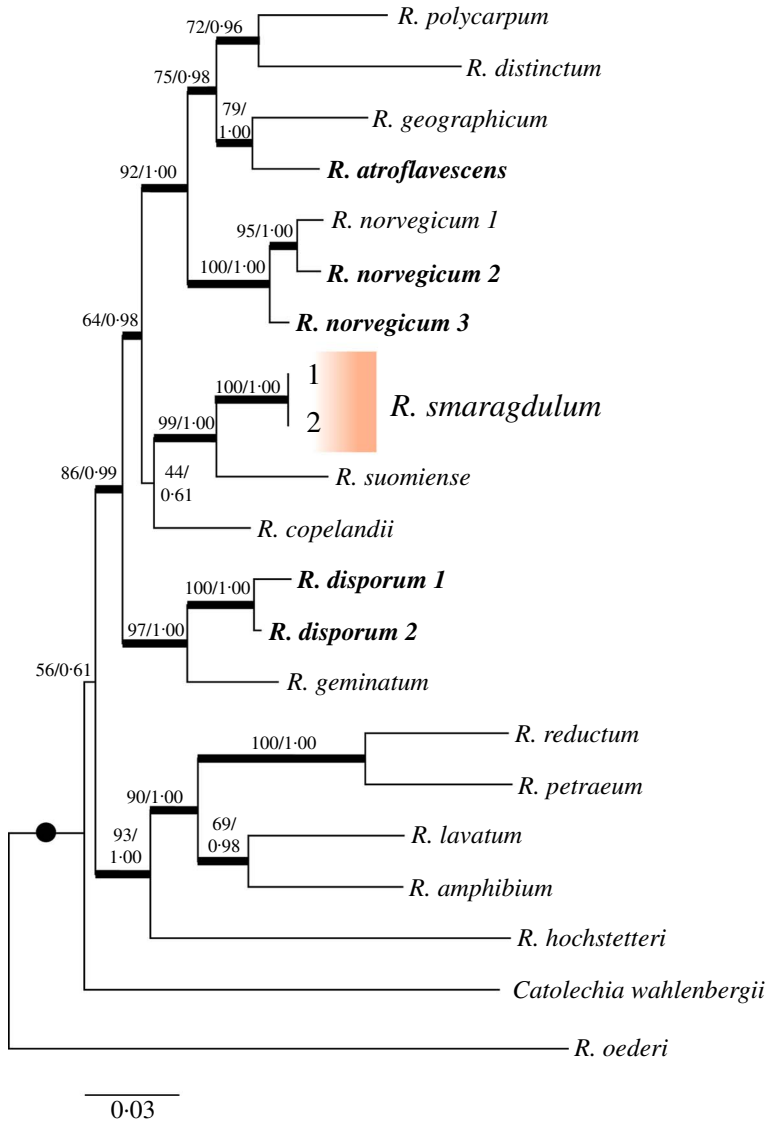 72/0·96
R. polycarpum
R. distinctum
75/0·98
79/
1·00
R. geographicum
R. atroflavescens
92/1·00
R. norvegicum 1
95/1·00
100/1·00
R. norvegicum 2
R. norvegicum 3
64/0·98
100/1·00
1
2
R. smaragdulum
99/1·00
R. suomiense
86/0·99
44/
0·61
R. copelandii
100/1·00
R. disporum 1
R. disporum 2
97/1·00
R. geminatum
56/0·61
100/1·00
R. reductum
R. petraeum
90/1·00
69/
0·98
R. lavatum
R. amphibium
93/
1·00
R. hochstetteri
Catolechia wahlenbergii
R. oederi
0·03